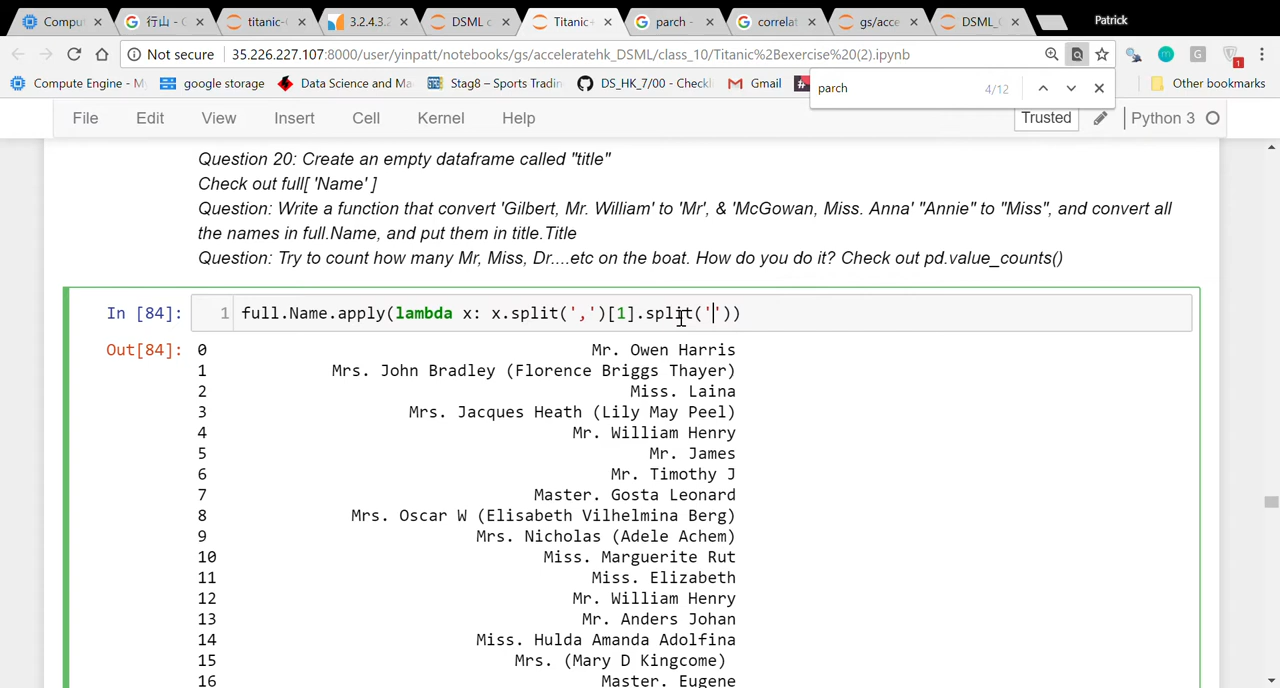 Comput
行山 - G
titanic-
3.2.4.3.2
DSML c
Titanic+
parch -
correlat
gs/acce
DSML_
Patrick
Not secure 35.226.227.107:8000/user/yinpatt/notebooks/gs/acceleratehk_DSML/class_10/Titanic%2Bexercise%20(2).ipynb
Compute Engine - M
google storage
Data Science and Ma
Stag8 – Sports Tradin
DS_HK_7/00 - Checkl
Gmail
Other bookmarks
parch 4/12
File Edit View Insert Cell Kernel Help
Trusted Python 3
Question 20: Create an empty dataframe called "title"
Check out full[ 'Name' ]
Question: Write a function that convert 'Gilbert, Mr. William' to 'Mr', & 'McGowan, Miss. Anna' "Annie" to "Miss", and convert all
the names in full.Name, and put them in title.Title
Question: Try to count how many Mr, Miss, Dr....etc on the boat. How do you do it? Check out pd.value_counts()
In [84]: 1 full.Name.apply(lambda x: x.split(',')[1].split(''))
Out[84]: 0 Mr. Owen Harris
1 Mrs. John Bradley (Florence Briggs Thayer)
2 Miss. Laina
3 Mrs. Jacques Heath (Lily May Peel)
4 Mr. William Henry
5 Mr. James
6 Mr. Timothy J
7 Master. Gosta Leonard
8 Mrs. Oscar W (Elisabeth Vilhelmina Berg)
9 Mrs. Nicholas (Adele Achem)
10 Miss. Marguerite Rut
11 Miss. Elizabeth
12 Mr. William Henry
13 Mr. Anders Johan
14 Miss. Hulda Amanda Adolfina
15 Mrs. (Mary D Kingcome)
16 Master. Eugene